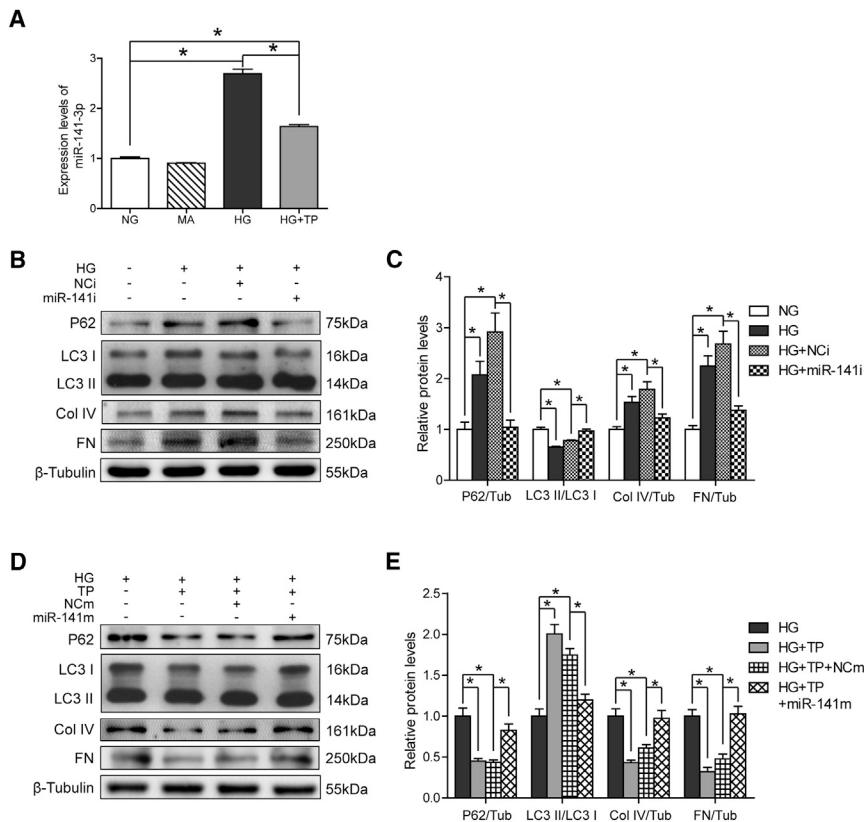 A
Expression levels of
miR-141-3p
3
2
1
0
* * *
NG MA HG HG+TP
B
HG - + + +
NCi - - + -
miR-141i - - - +
P62 75kDa
LC3 I 16kDa
LC3 II 14kDa
Col IV 161kDa
FN 250kDa
β-Tubulin 55kDa
C
Relative protein levels
4
3
2
1
0
* * * * * * * * * * * *
P62/Tub LC3 II/LC3 I Col IV/Tub FN/Tub
NG
HG
HG+NCi
HG+miR-141i
D
HG + + + +
TP - + + +
NCm - - + -
miR-141m - - - +
P62 75kDa
LC3 I 16kDa
LC3 II 14kDa
Col IV 161kDa
FN 250kDa
β-Tubulin 55kDa
E
Relative protein levels
2.5
2.0
1.5
1.0
0.5
0.0
* * * * * * * * * * * *
P62/Tub LC3 II/LC3 I Col IV/Tub FN/Tub
HG
HG+TP
HG+TP+NCm
HG+TP
+miR-141m